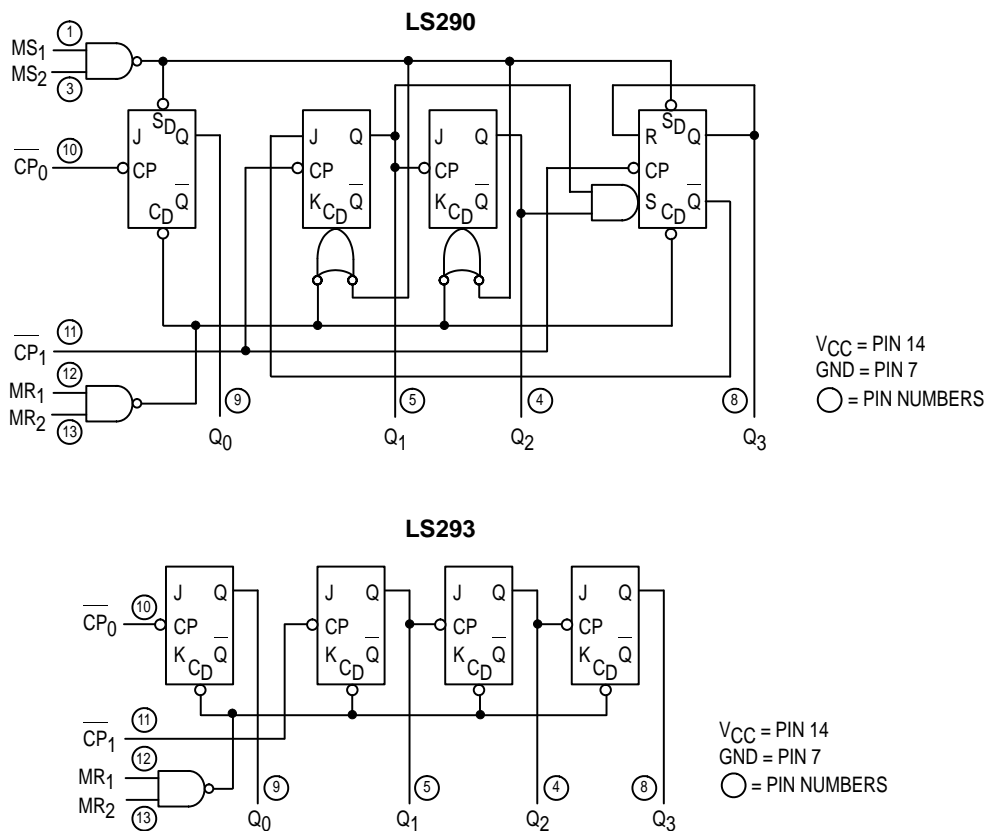 LS290
1
MS1
MS2
3
SD
J Q
10
CP0
CP
Q
CD
J Q
CP
K Q
CD
J Q
CP
K Q
CD
SD
R Q
CP
S
CD Q
11
CP1
12
MR1
MR2
13
9
5
4
8
Q0
Q1
Q2
Q3
VCC = PIN 14
GND = PIN 7
= PIN NUMBERS
LS293
J Q
10
CP0
CP
K Q
CD
J Q
CP
K Q
CD
J Q
CP
K Q
CD
J Q
CP
K Q
CD
11
CP1
12
MR1
MR2
13
9
5
4
8
Q0
Q1
Q2
Q3
VCC = PIN 14
GND = PIN 7
= PIN NUMBERS